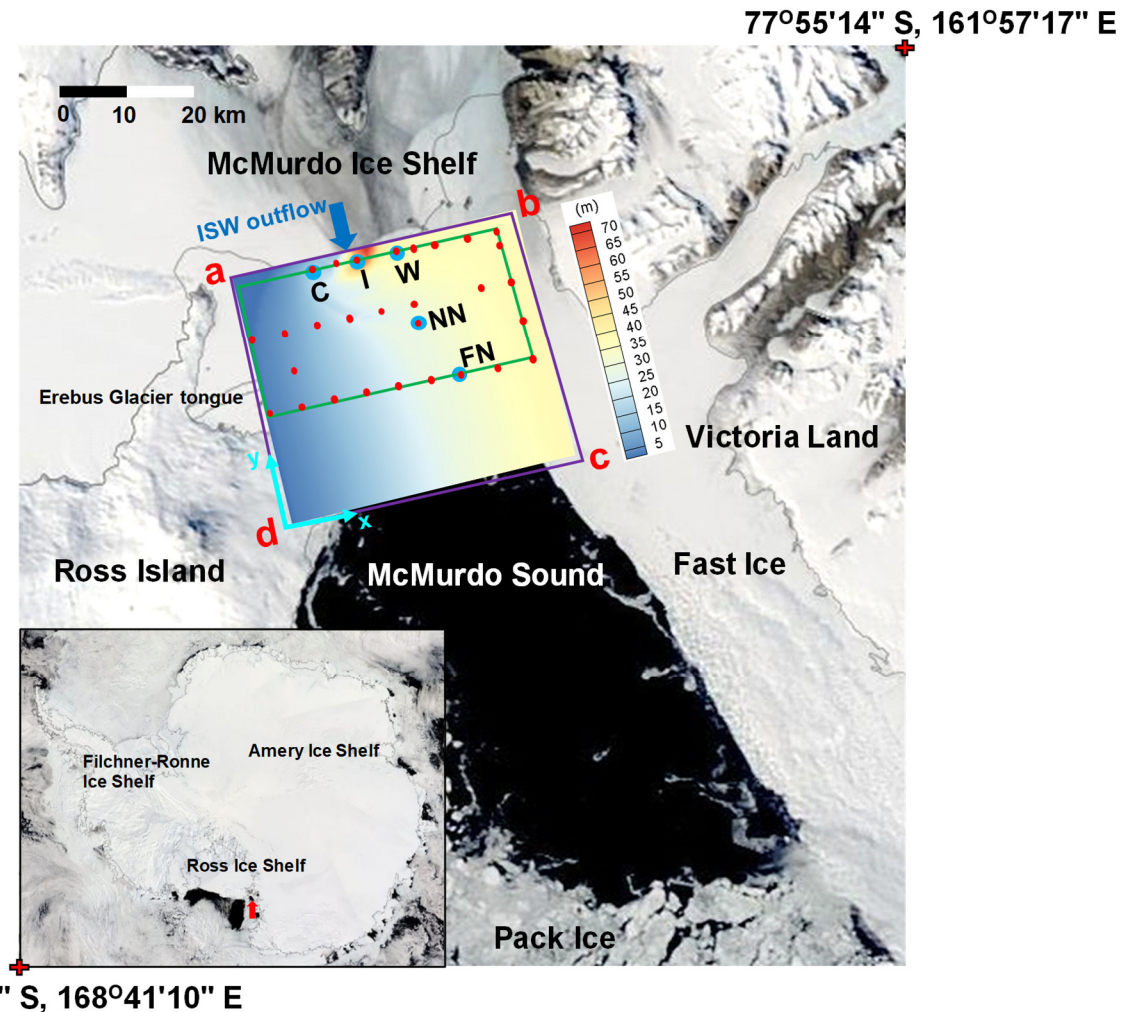 77°55'14" S, 161°57'17" E
0 10 20 km
McMurdo Ice Shelf
ISW outflow
a
b
(m)
70
65
60
55
50
45
40
35
30
25
20
15
10
5
C
I
W
NN
FN
Erebus Glacier tongue
Victoria Land
y
c
d
x
Ross Island
McMurdo Sound
Fast Ice
Filchner-Ronne
Ice Shelf
Amery Ice Shelf
Ross Ice Shelf
Pack Ice
" S, 168°41'10" E